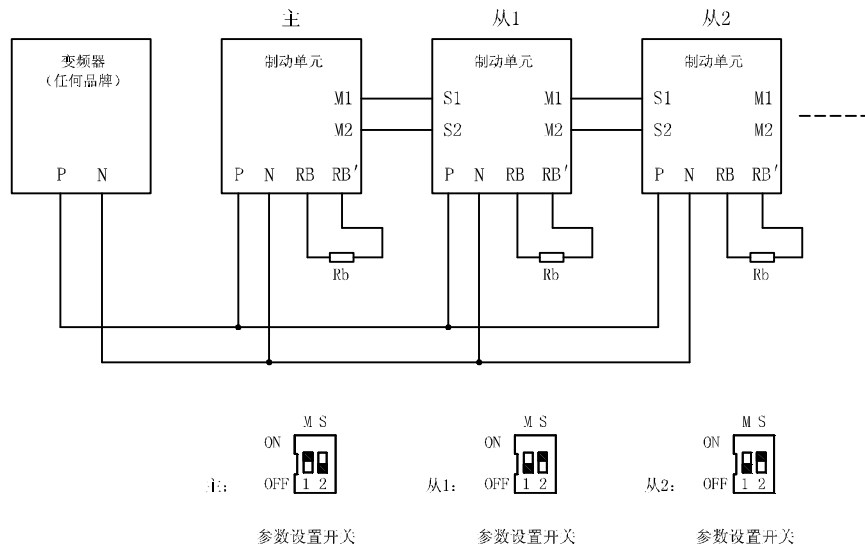 主 从1 从2
变频器
（任何品牌）
P N
制动单元
M1
M2
P N RB RB′
Rb
制动单元
S1 M1
S2 M2
P N RB RB′
Rb
制动单元
S1 M1
S2 M2
P N RB RB′
Rb
主：
M S
ON
OFF 1 2
参数设置开关
从1：
M S
ON
OFF 1 2
参数设置开关
从2：
M S
ON
OFF 1 2
参数设置开关